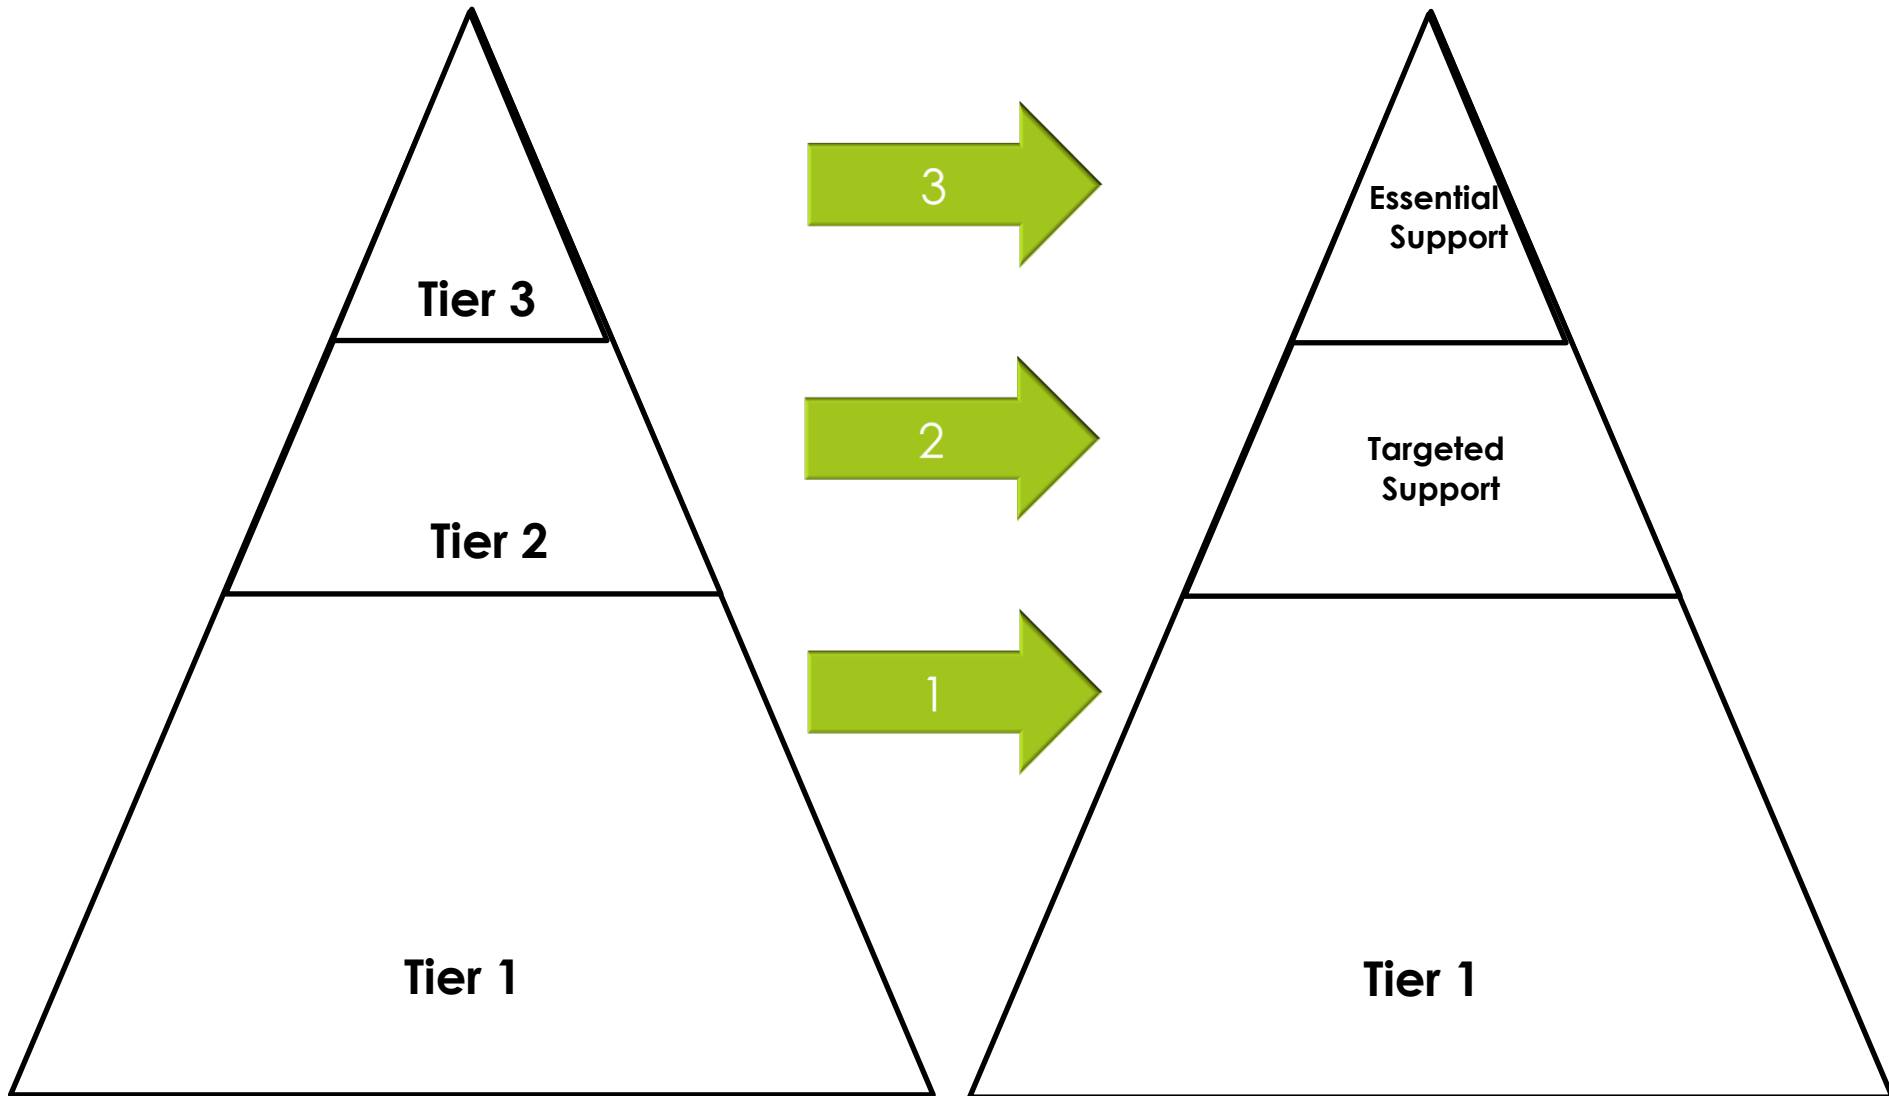 Tier 3
Tier 2
Tier 1
3
2
1
Essential
Support
Targeted
Support
Tier 1